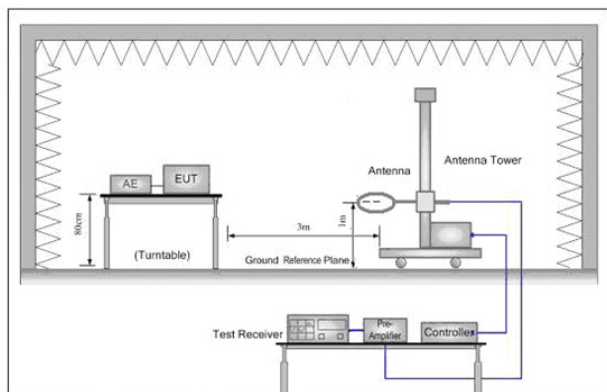 Antenna
Antenna Tower
AE
EUT
80cm
(Turntable)
3m
1m
Ground Reference Plane
Test Receiver
Pre-
Amplifier
Controller